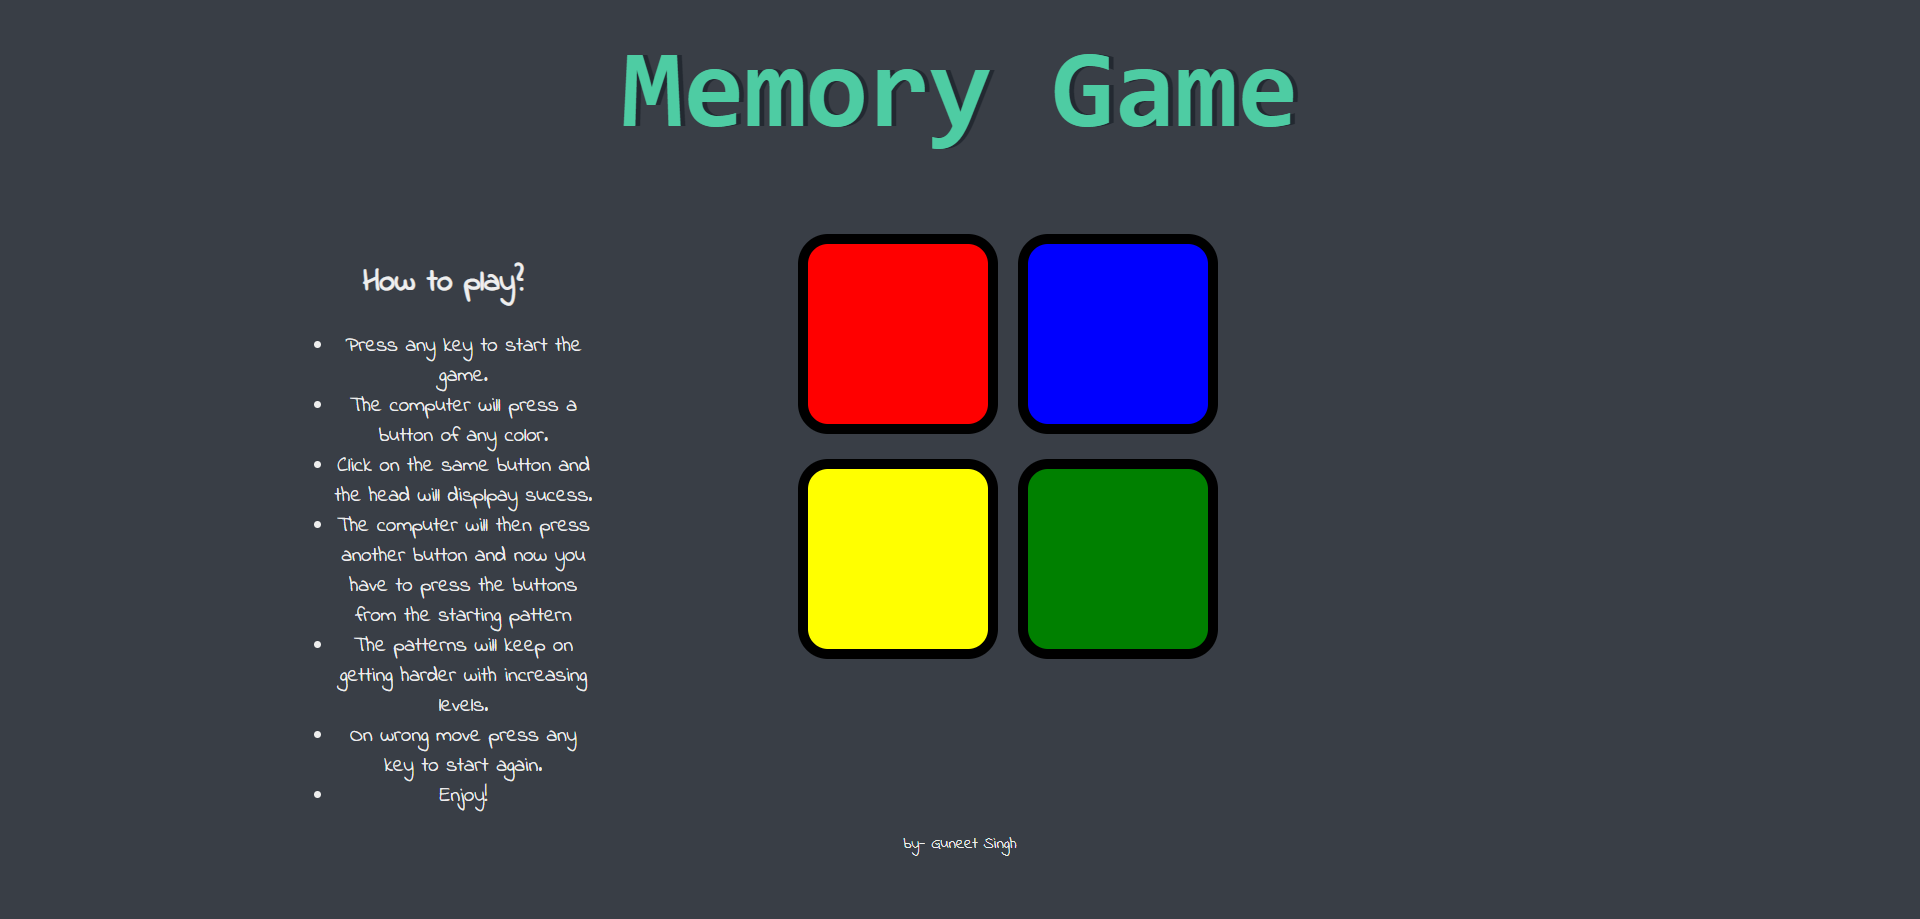 Memory Game
How to play?
Press any key to start the
game.
The computer will press a
button of any color.
Click on the same button and
the head will displpay sucess.
The computer will then press
another button and now you
have to press the buttons
from the starting pattern
The patterns will keep on
getting harder with increasing
levels.
On wrong move press any
key to start again.
Enjoy!
by- Guneet Singh